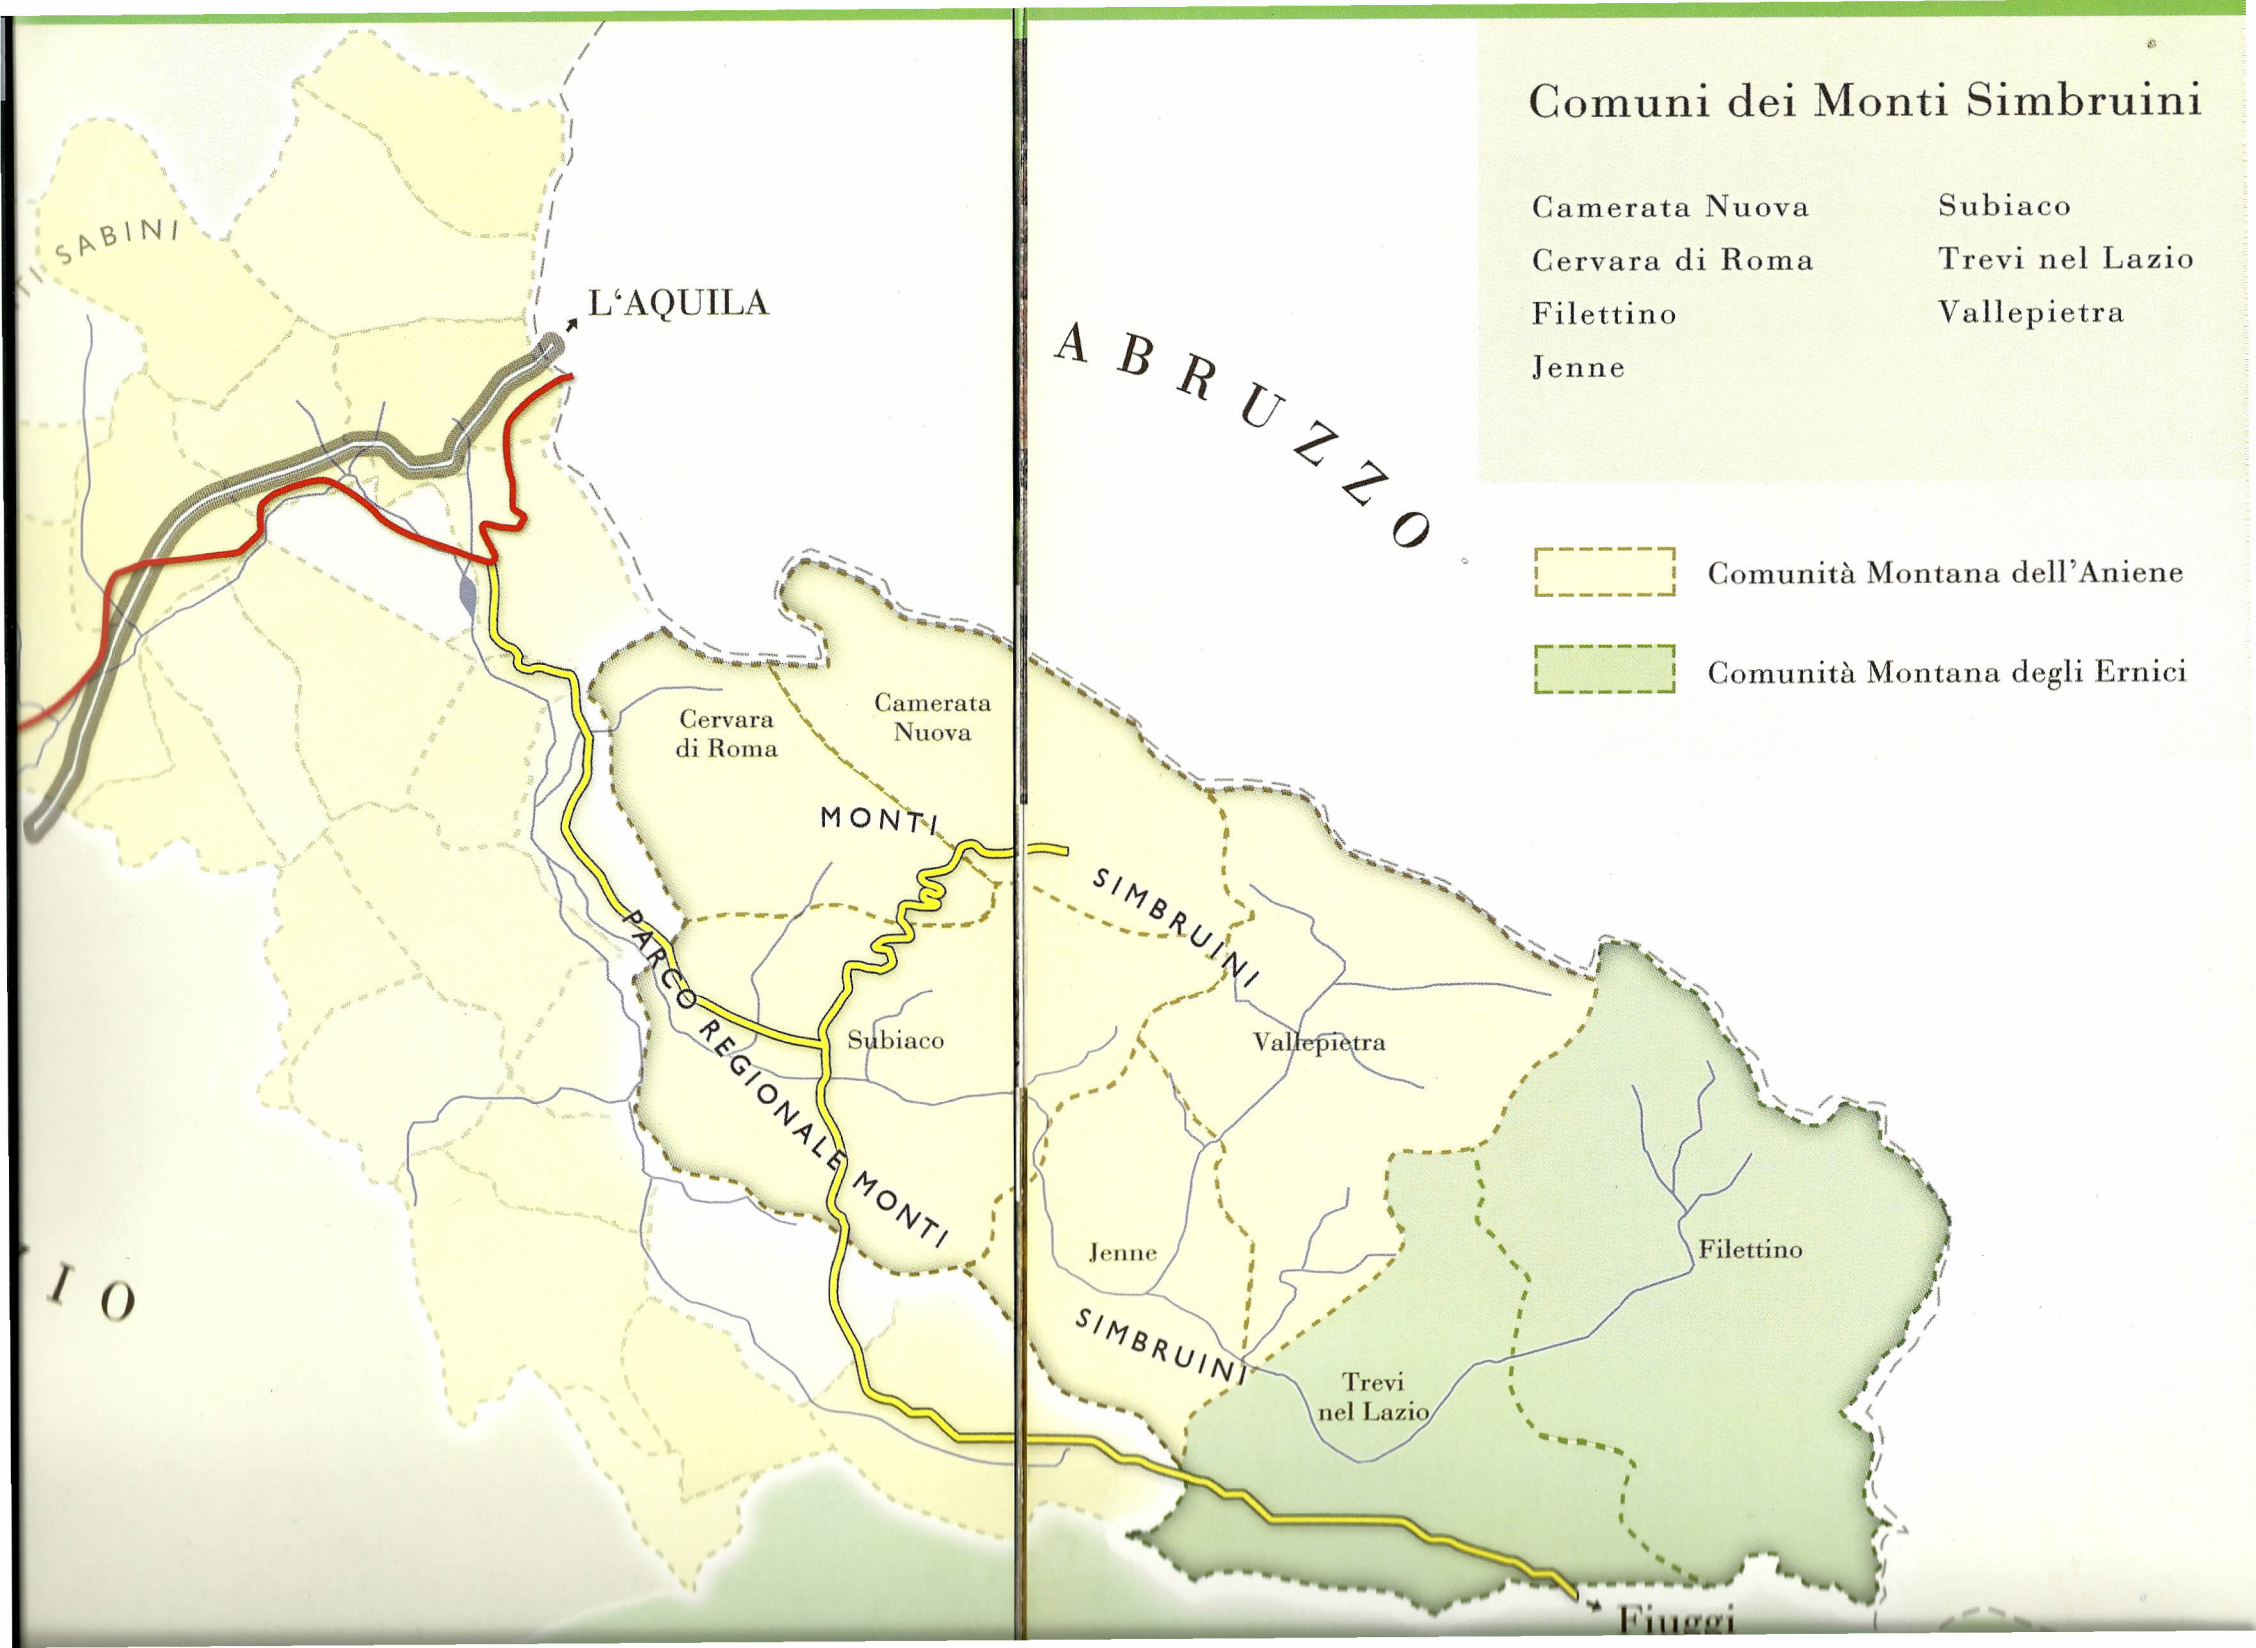 Comuni dei Monti Simbruini
Camerata Nuova
Cervara di Roma
Filettino
Jenne
Subiaco
Trevi nel Lazio
Vallepietra
Comunità Montana dell'Aniene
Comunità Montana degli Ernici
SABINI
L'AQUILA
ABRUZZO
Cervara
di Roma
Camerata
Nuova
MONTI
SIMBRUINI
PARCO REGIONALE MONTI
SIMBRUINI
Subiaco
Vallepietra
Jenne
Filettino
Trevi
nel Lazio
Fiuggi